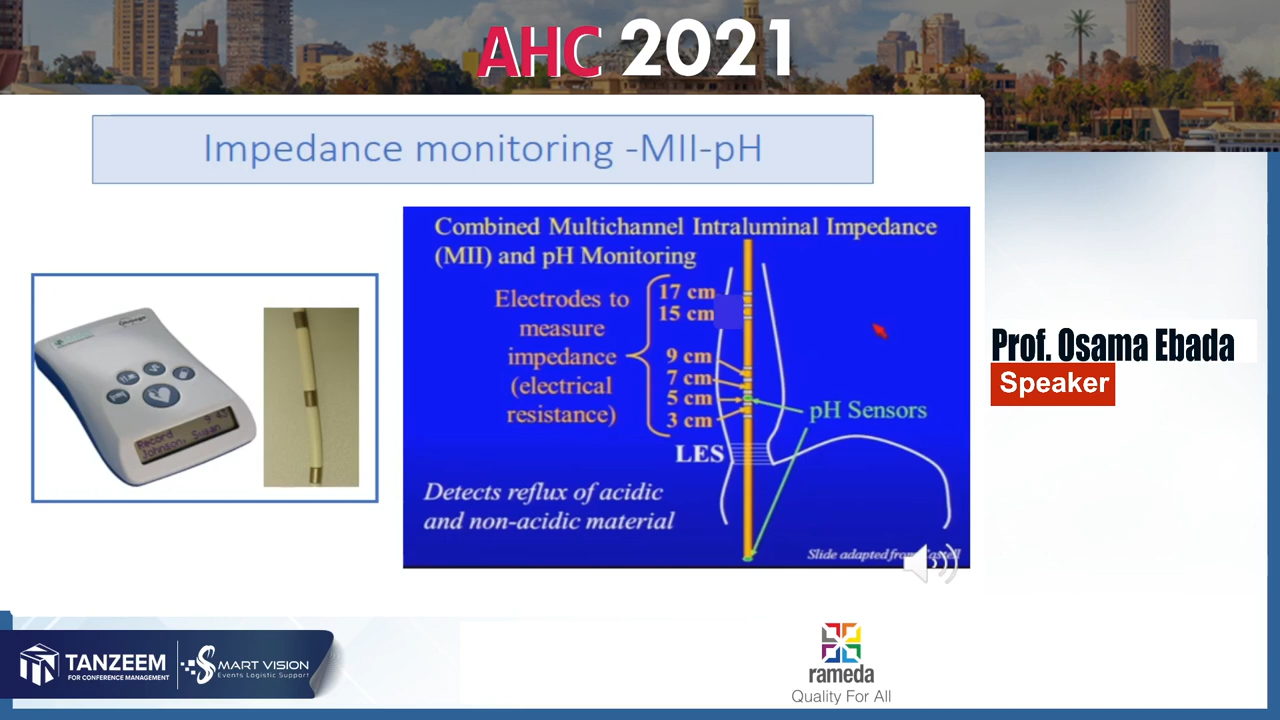 AHC 2021
Impedance monitoring -MII-pH
Combined Multichannel Intraluminal Impedance
(MII) and pH Monitoring
Electrodes to
measure
impedance
(electrical
resistance)
17 cm
15 cm
9 cm
7 cm
5 cm
3 cm
pH Sensors
LES
Detects reflux of acidic
and non-acidic material
Slide adapted from Castell
Record
Johnson, Susan
Prof. Osama Ebada
Speaker
TANZEEM
FOR CONFERENCE MANAGEMENT
SMART VISION
Events Logistic Support
rameda
Quality For All